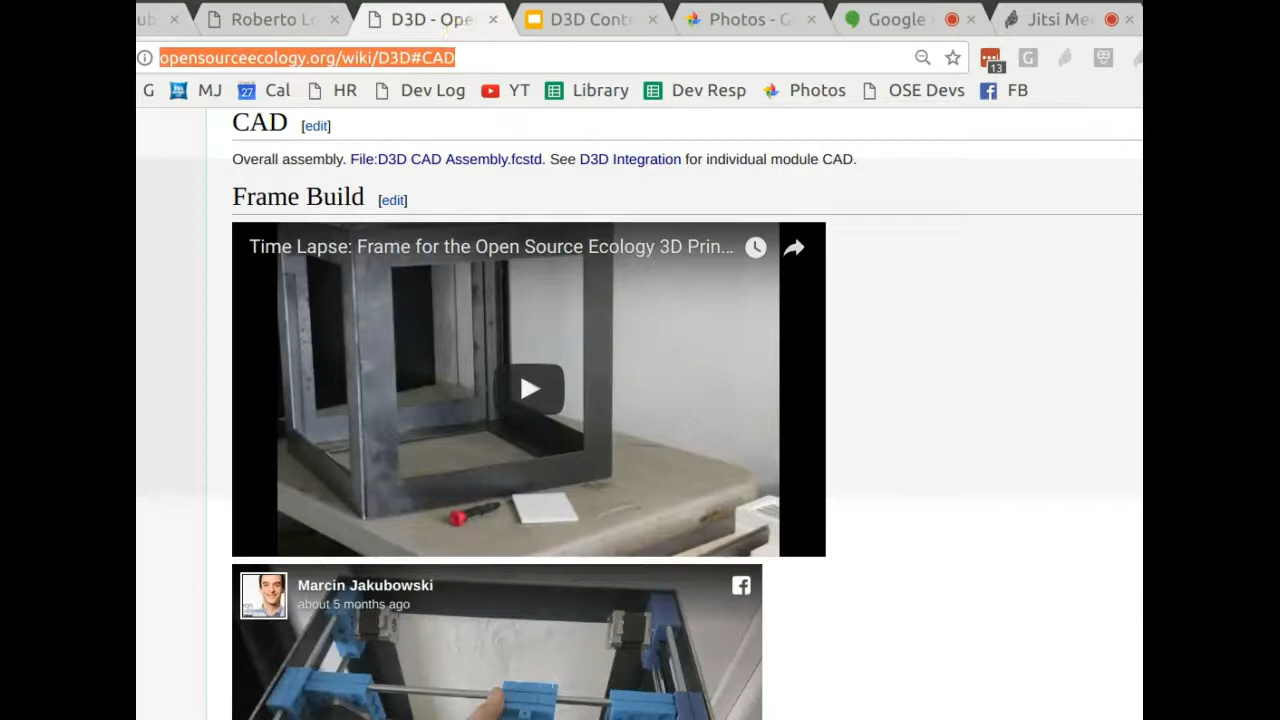 Roberto Lo
D3D - Ope
D3D Cont
Photos - G
Google
Jitsi Mee
opensourceecology.org/wiki/D3D#CAD
13
G
G
MJ
27
Cal
HR
Dev Log
YT
Library
Dev Resp
Photos
OSE Devs
FB
CAD [edit]
Overall assembly. File:D3D CAD Assembly.fcstd. See D3D Integration for individual module CAD.
Frame Build [edit]
Time Lapse: Frame for the Open Source Ecology 3D Prin...
Marcin Jakubowski
about 5 months ago